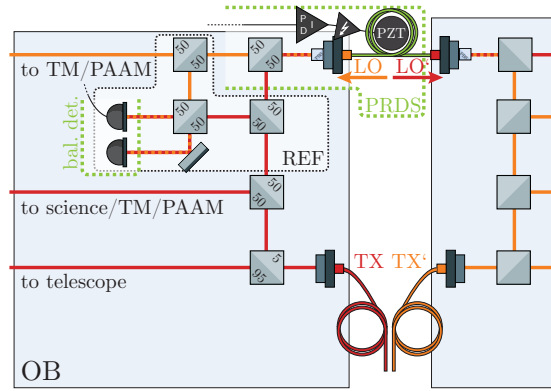 P I D
PZT
50 50
50 50
to TM/PAAM
LO LO‘
50 50
50 50
PRDS
bal. det.
REF
50 50
to science/TM/PAAM
5 95
TX TX‘
to telescope
OB